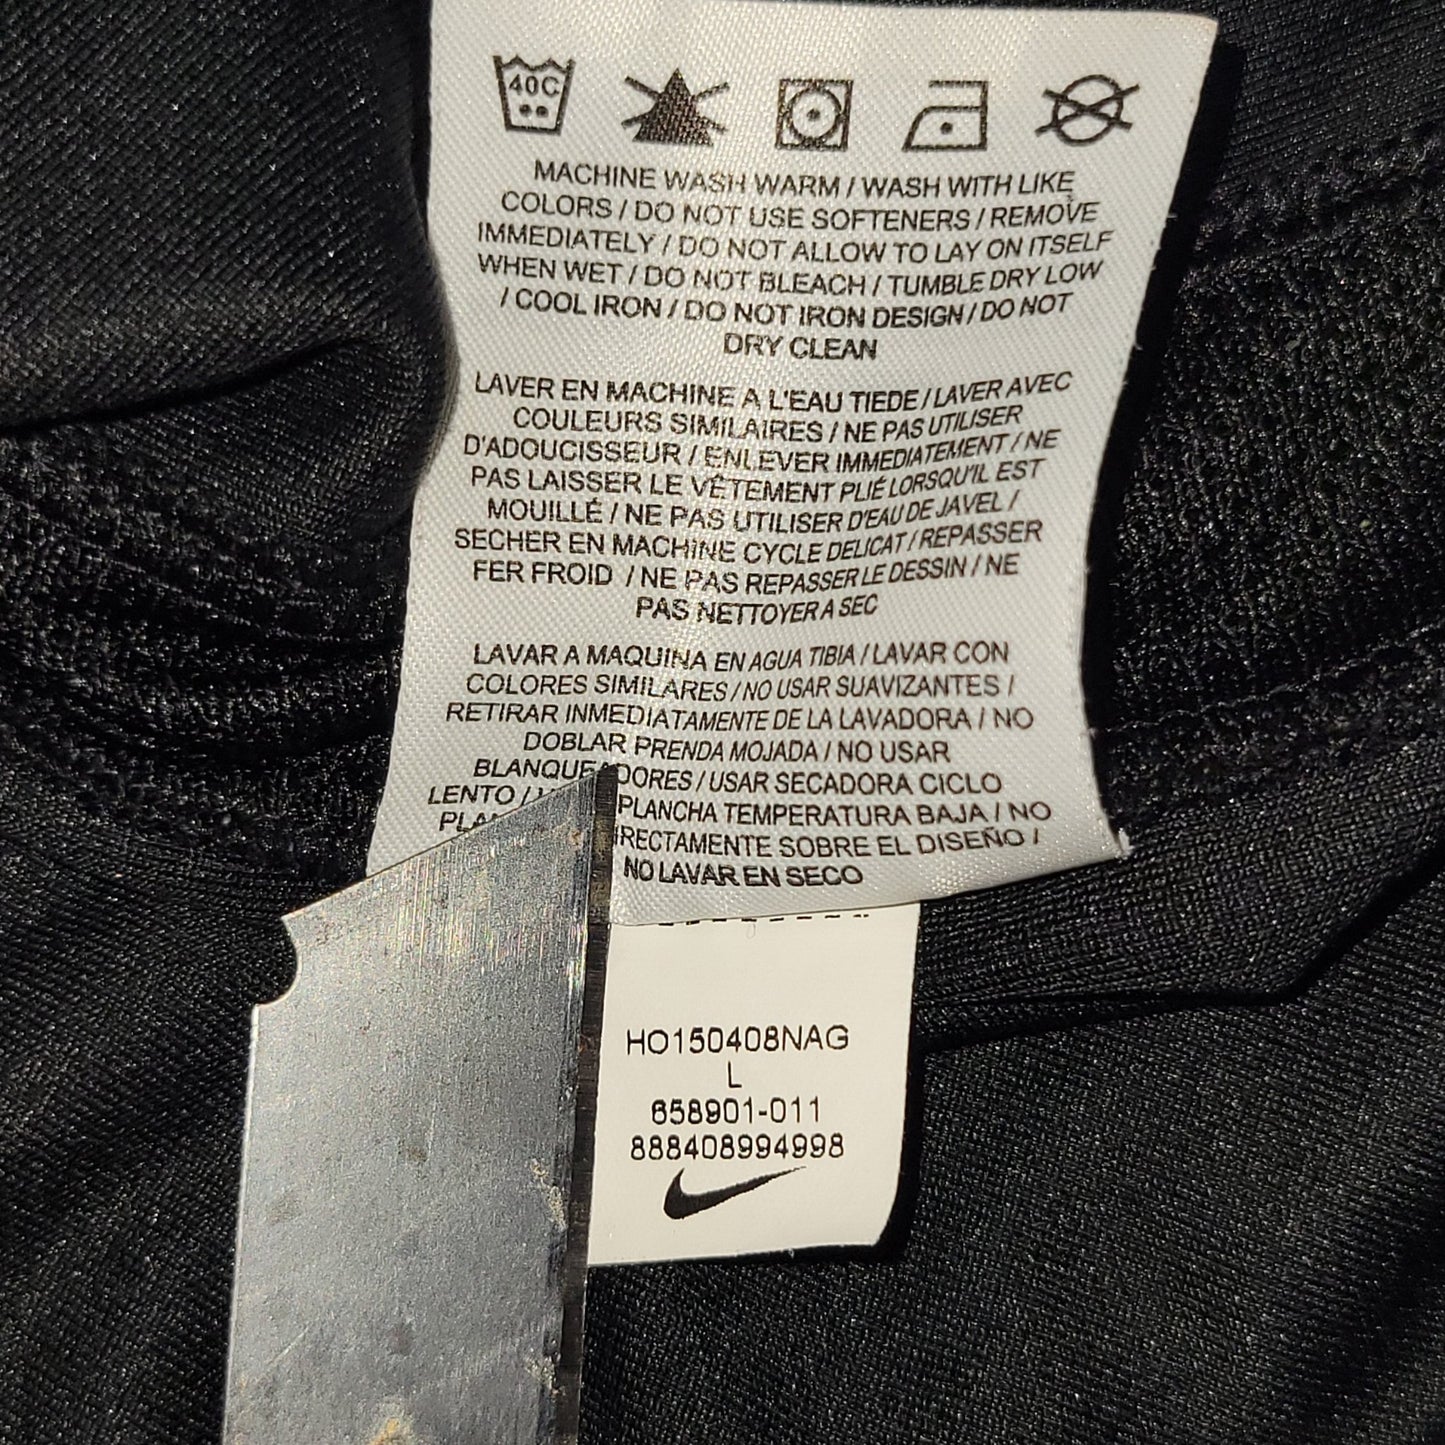 40C
MACHINE WASH WARM / WASH WITH LIKE
COLORS / DO NOT USE SOFTENERS / REMOVE
IMMEDIATELY / DO NOT ALLOW TO LAY ON ITSELF
WHEN WET / DO NOT BLEACH / TUMBLE DRY LOW
/ COOL IRON / DO NOT IRON DESIGN / DO NOT
DRY CLEAN
LAVER EN MACHINE A L'EAU TIEDE / LAVER AVEC
COULEURS SIMILAIRES / NE PAS UTILISER
D'ADOUCISSEUR / ENLEVER IMMEDIATEMENT / NE
PAS LAISSER LE VÊTEMENT PLIÉ LORSQU'IL EST
MOUILLÉ / NE PAS UTILISER D'EAU DE JAVEL /
SECHER EN MACHINE CYCLE DELICAT / REPASSER
FER FROID / NE PAS REPASSER LE DESSIN / NE
PAS NETTOYER A SEC
LAVAR A MAQUINA EN AGUA TIBIA / LAVAR CON
COLORES SIMILARES / NO USAR SUAVIZANTES /
RETIRAR INMEDIATAMENTE DE LA LAVADORA / NO
DOBLAR PRENDA MOJADA / NO USAR
BLANQUEADORES / USAR SECADORA CICLO
LENTO / PLANCHA TEMPERATURA BAJA / NO
SOBRE EL DISEÑO /
NO LAVAR EN SECO
HO150408NAG
L
658901-011
888408994998